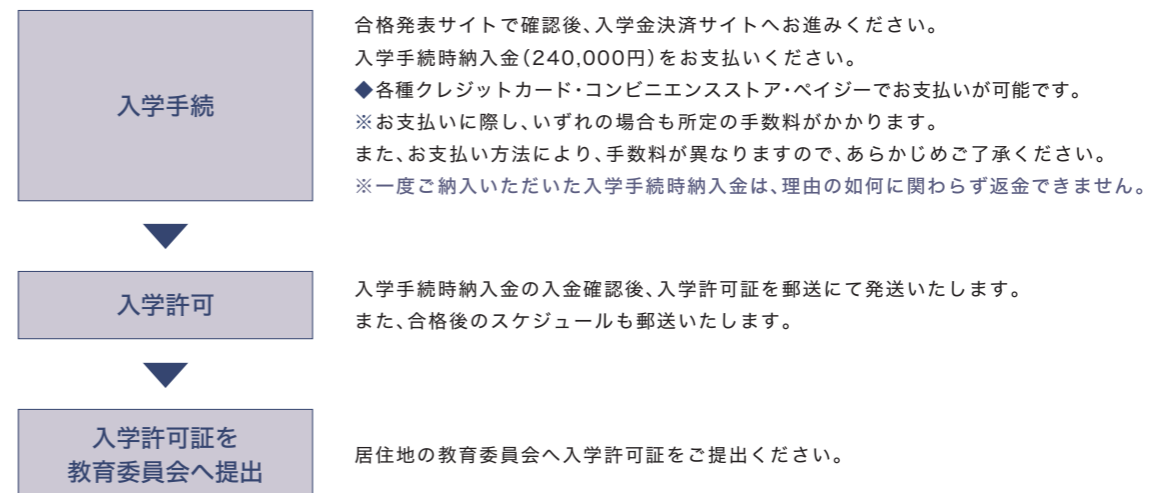 入学手続
合格発表サイトで確認後、入学金決済サイトへお進みください。
入学手続時納入金(240,000円)をお支払いください。
◆各種クレジットカード・コンビニエンスストア・ペイジーでお支払いが可能です。
※お支払いに際し、いずれの場合も所定の手数料がかかります。
また、お支払い方法により、手数料が異なりますので、あらかじめご了承ください。
※一度ご納入いただいた入学手続時納入金は、理由の如何に関わらず返金できません。
入学許可
入学手続時納入金の入金確認後、入学許可証を郵送にて発送いたします。
また、合格後のスケジュールも郵送いたします。
入学許可証を
教育委員会へ提出
居住地の教育委員会へ入学許可証をご提出ください。